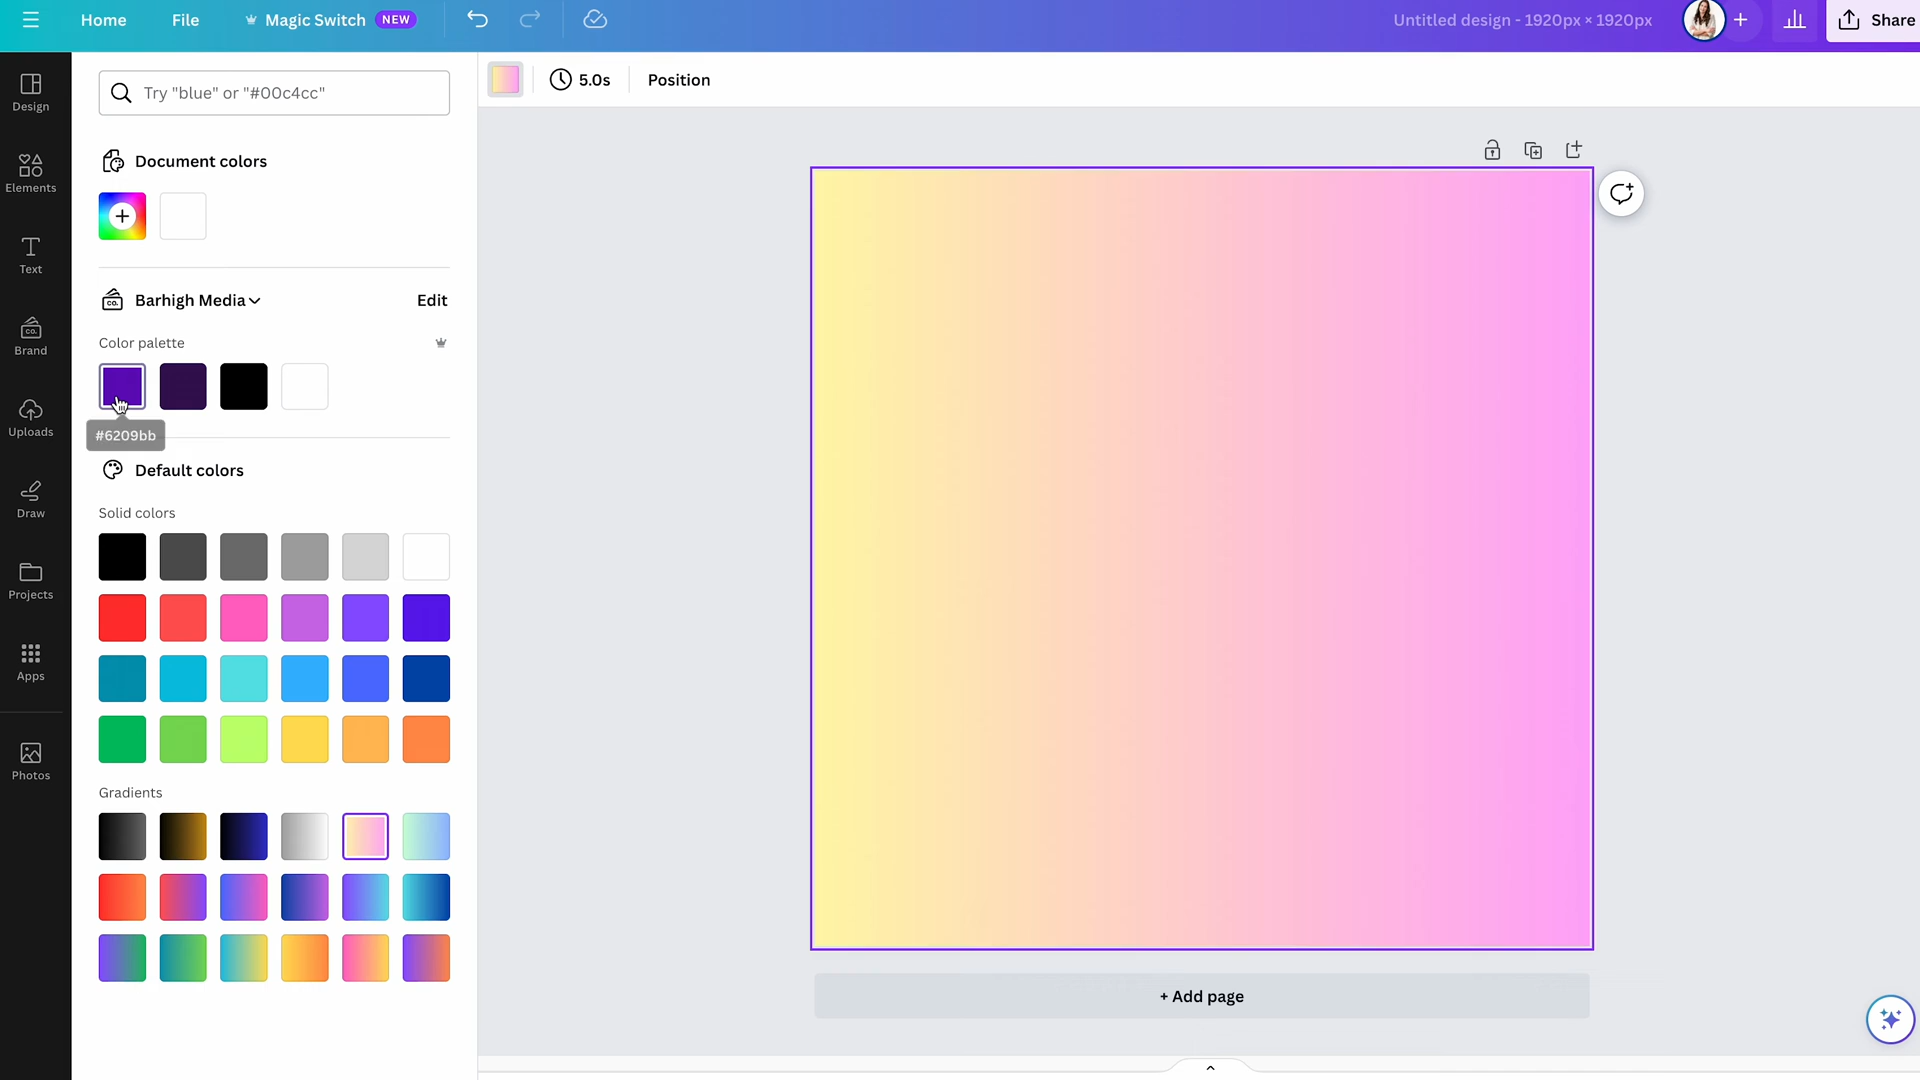 Home
File
Magic Switch NEW
Untitled design - 1920px × 1920px
Share
Design
Elements
Text
Brand
CO.
Uploads
Draw
Projects
Apps
Photos
Try "blue" or "#00c4cc"
Document colors
CO.
Barhigh Media
Edit
Color palette
#6209bb
Default colors
Solid colors
Gradients
5.0s
Position
+ Add page